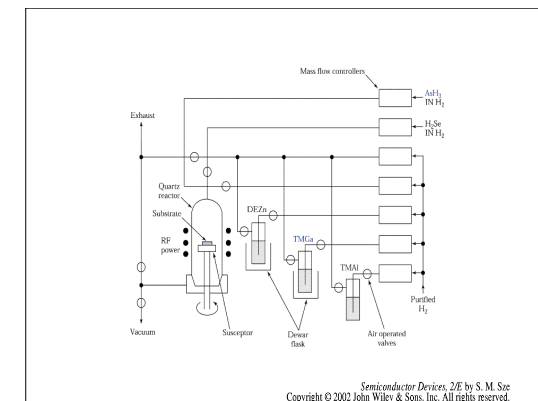 Mass flow controllers
AsH3
IN H2
Exhaust
H2Se
IN H2
Quartz
reactor
Substrate
DEZn
RF
power
TMGa
TMAl
Purified
H2
Vacuum
Susceptor
Dewar
flask
Air operated
valves
Semiconductor Devices, 2/E by S. M. Sze
Copyright © 2002 John Wiley & Sons. Inc. All rights reserved.